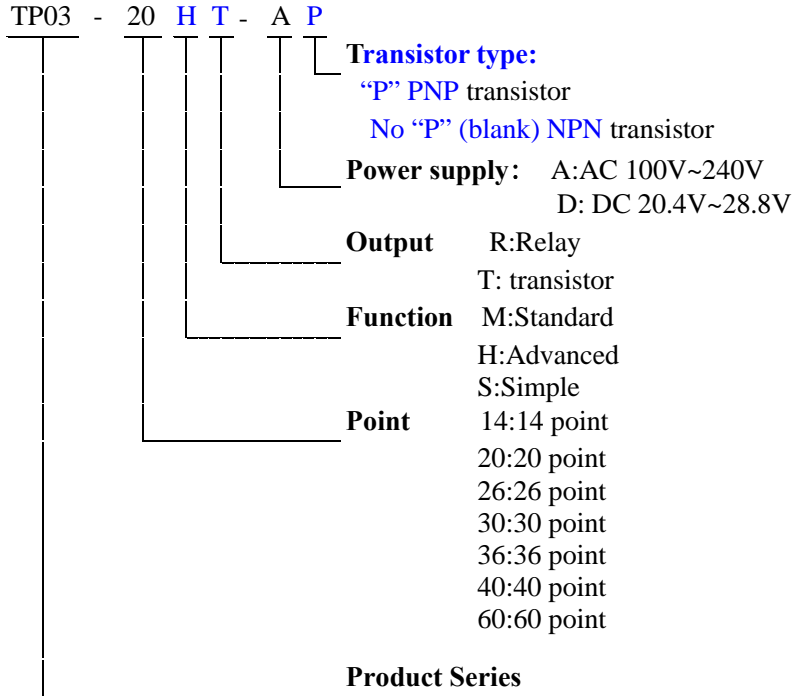 TP03 - 20 H T - A P
Transistor type:
“P” PNP transistor
No “P” (blank) NPN transistor
Power supply： A:AC 100V~240V
D: DC 20.4V~28.8V
Output R:Relay
T: transistor
Function M:Standard
H:Advanced
S:Simple
Point 14:14 point
20:20 point
26:26 point
30:30 point
36:36 point
40:40 point
60:60 point
Product Series